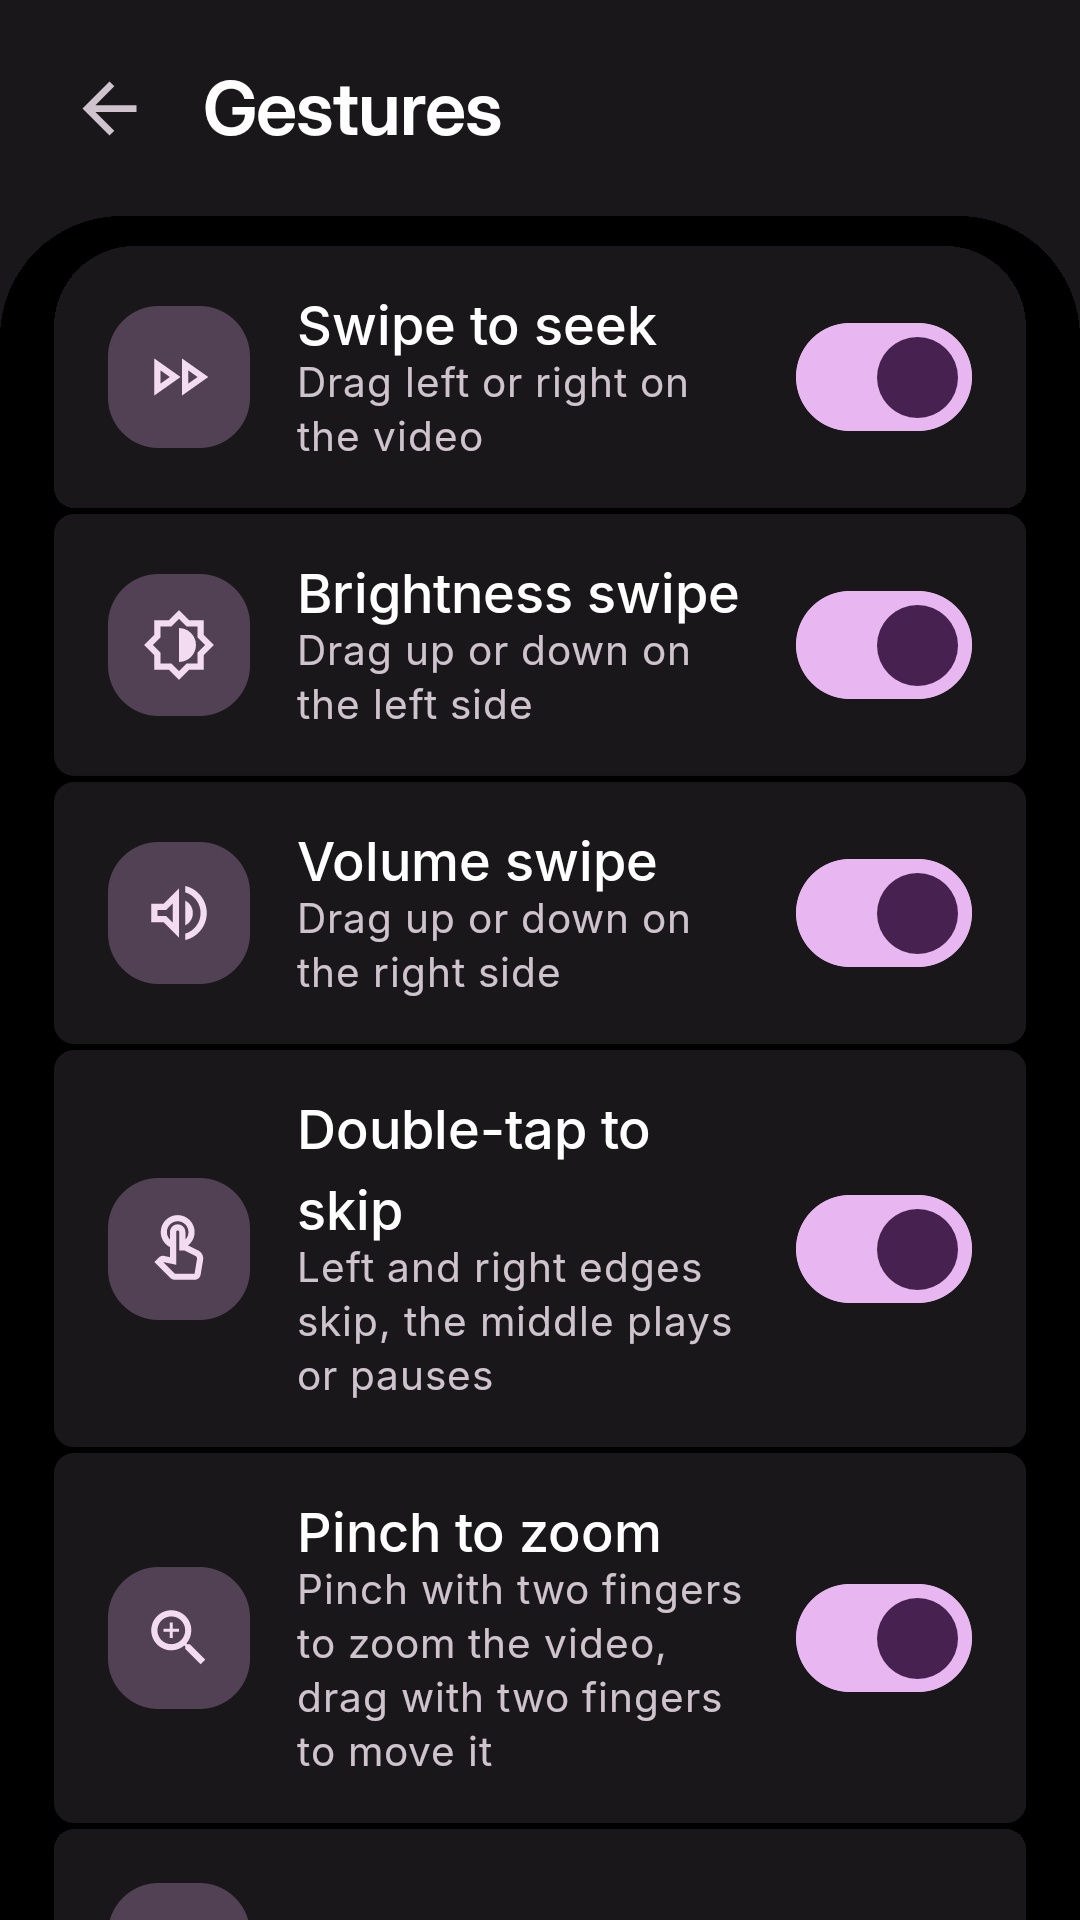 Gestures
Swipe to seek
Drag left or right on
the video
Brightness swipe
Drag up or down on
the left side
Volume swipe
Drag up or down on
the right side
Double-tap to
skip
Left and right edges
skip, the middle plays
or pauses
Pinch to zoom
Pinch with two fingers
to zoom the video,
drag with two fingers
to move it